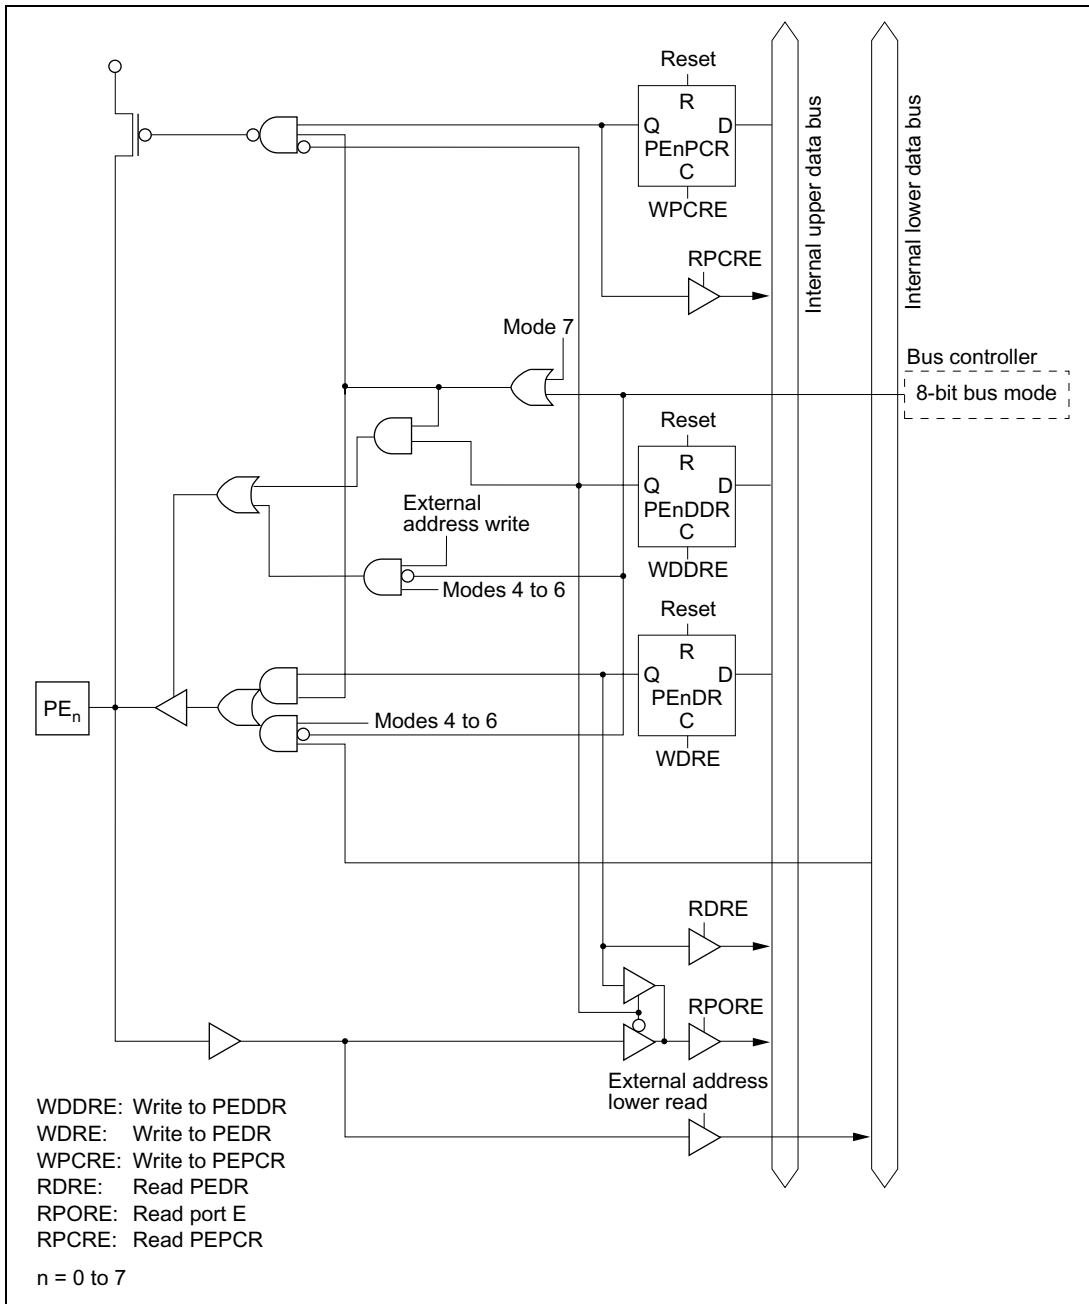 Reset
R
Q D
PEnPCR
C
WPCRE
RPCRE
Internal upper data bus
Internal lower data bus
Mode 7
Bus controller
8-bit bus mode
Reset
R
Q D
PEnDDR
C
WDDRE
External
address write
Modes 4 to 6
Reset
R
Q D
PEnDR
C
WDRE
PEn
Modes 4 to 6
RDRE
RPORE
External address
lower read
WDDRE: Write to PEDDR
WDRE: Write to PEDR
WPCRE: Write to PEPCR
RDRE: Read PEDR
RPORE: Read port E
RPCRE: Read PEPCR
n = 0 to 7